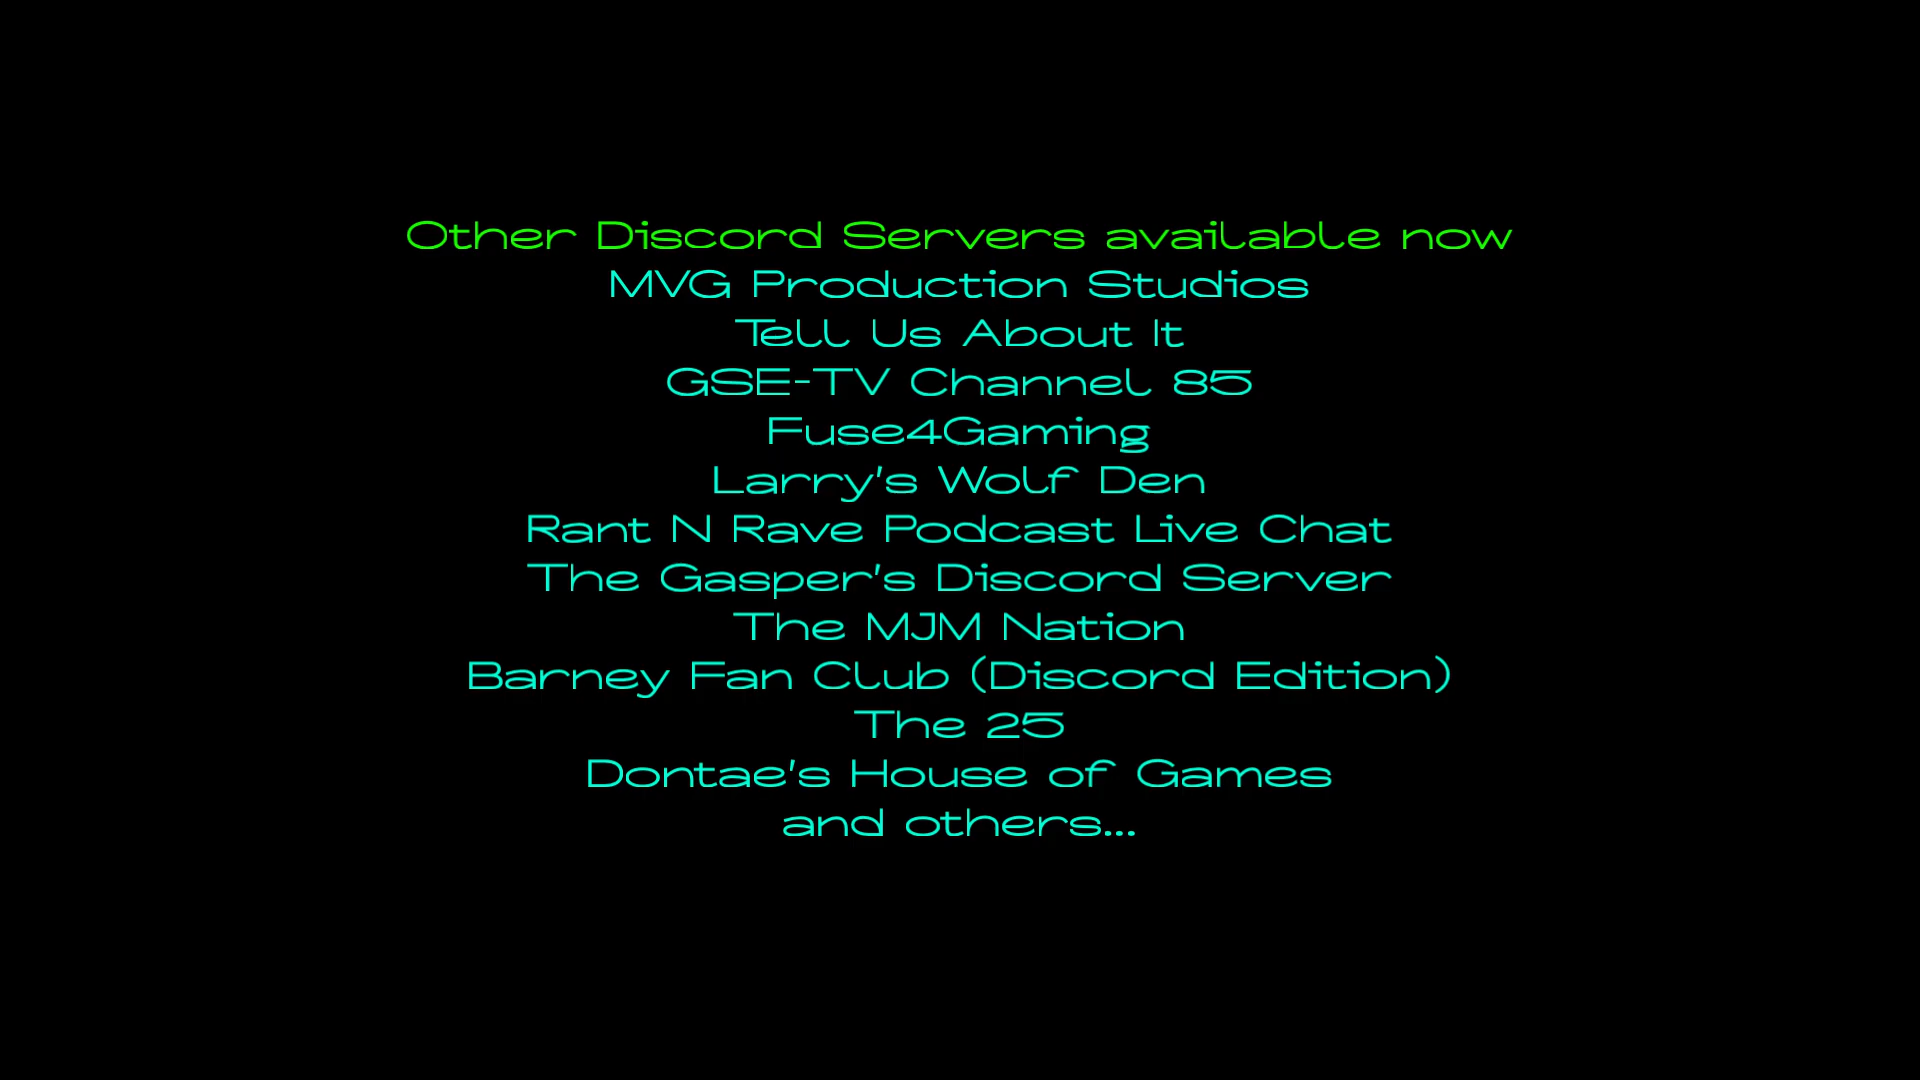 Other Discord Servers available now
MVG Production Studios
Tell Us About It
GSE-TV Channel 85
Fuse4Gaming
Larry's Wolf Den
Rant N Rave Podcast Live Chat
The Gasper's Discord Server
The MJM Nation
Barney Fan Club (Discord Edition)
The 25
Dontae's House of Games
and others...